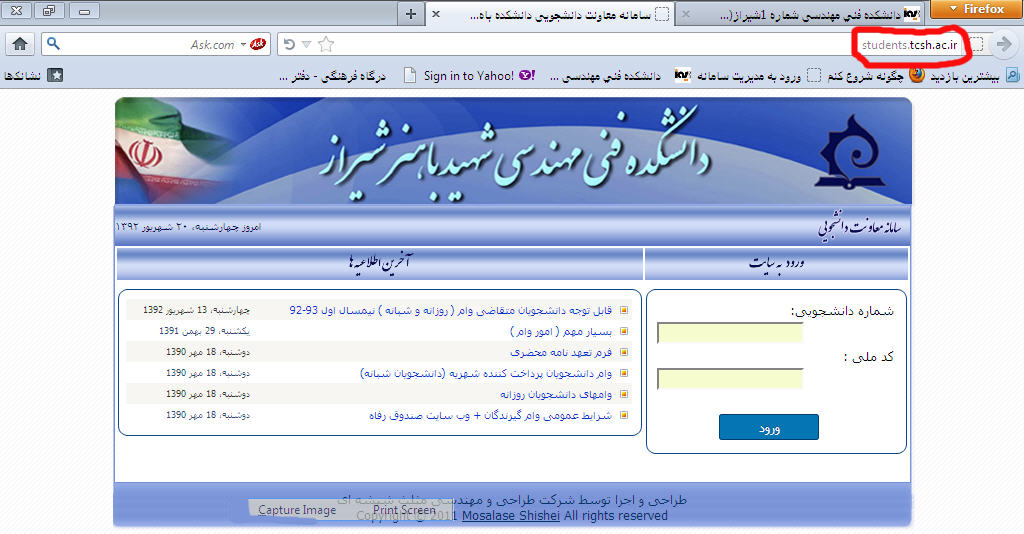 Firefox
دانشکده فني مهندسی شماره 1شیراز(...
سامانه معاونت دانشجویی دانشکده باه...
students.tcsh.ac.ir
Ask.com
Ask
بیشترین بازدید
چگونه شروع کنم
ورود به مدیریت سامانه
دانشکده فني مهندسی ...
Sign in to Yahoo!
درگاه فرهنگی - دفتر ...
نشانک‌ها
دانشکده فنی مهندسی شهید باهنر شیراز
سامانه معاونت دانشجویی
امروز چهارشنبه، ۲۰ شهریور ۱۳۹۲
ورود به سایت
آخرین اطلاعیه ها
شماره دانشجویی:
کد ملی :
ورود
قابل توجه دانشجویان متقاضی وام ( روزانه و شبانه ) نیمسال اول 93-92
چهارشنبه، 13 شهریور 1392
بسیار مهم ( امور وام )
یکشنبه، 29 بهمن 1391
فرم تعهد نامه محضری
دوشنبه، 18 مهر 1390
وام دانشجویان پرداخت کننده شهریه (دانشجویان شبانه)
دوشنبه، 18 مهر 1390
وامهای دانشجویان روزانه
دوشنبه، 18 مهر 1390
شرایط عمومی وام گیرندگان + وب سایت صندوق رفاه
دوشنبه، 18 مهر 1390
طراحی و اجرا توسط شرکت طراحی و مهندسی مثلث شیشه ای
Capture Image
Print Screen
Copyright © 2011 Mosalase Shishei All rights reserved